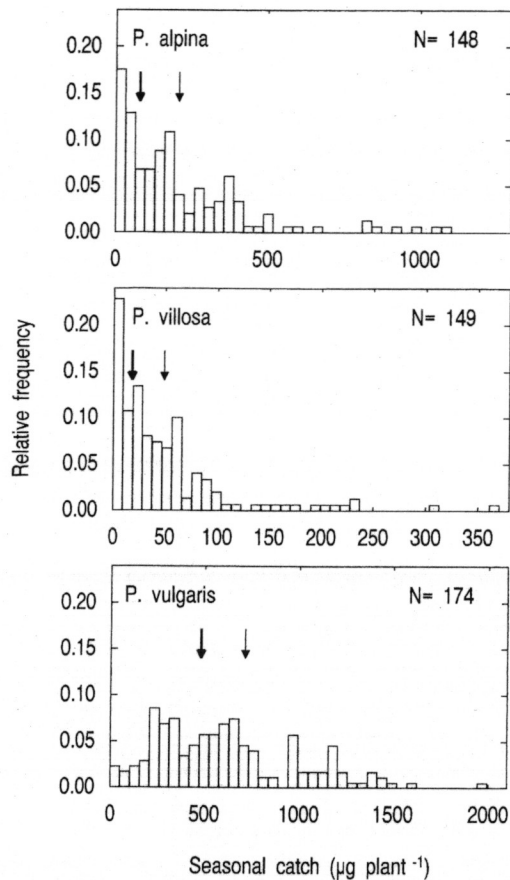 P. alpina N= 148
0.20
0.15
0.10
0.05
0.00
0 500 1000
P. villosa N= 149
0.20
0.15
0.10
0.05
0.00
0 50 100 150 200 250 300 350
Relative frequency
P. vulgaris N= 174
0.20
0.15
0.10
0.05
0.00
0 500 1000 1500 2000
Seasonal catch (µg plant -1)